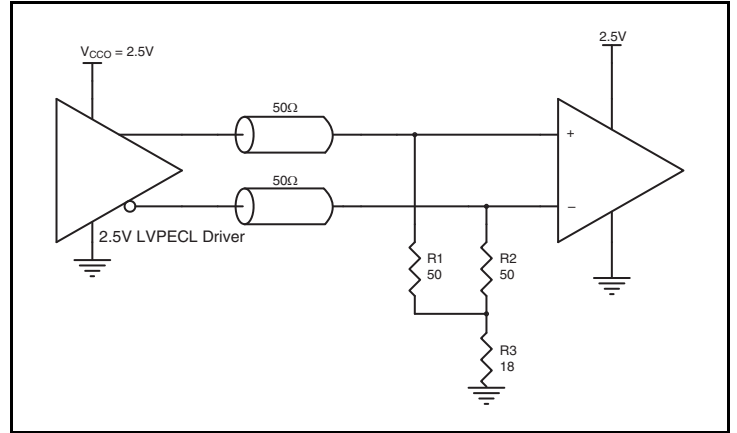 V_CCO = 2.5V
2.5V
50Ω
+
50Ω
−
2.5V LVPECL Driver
R1
50
R2
50
R3
18